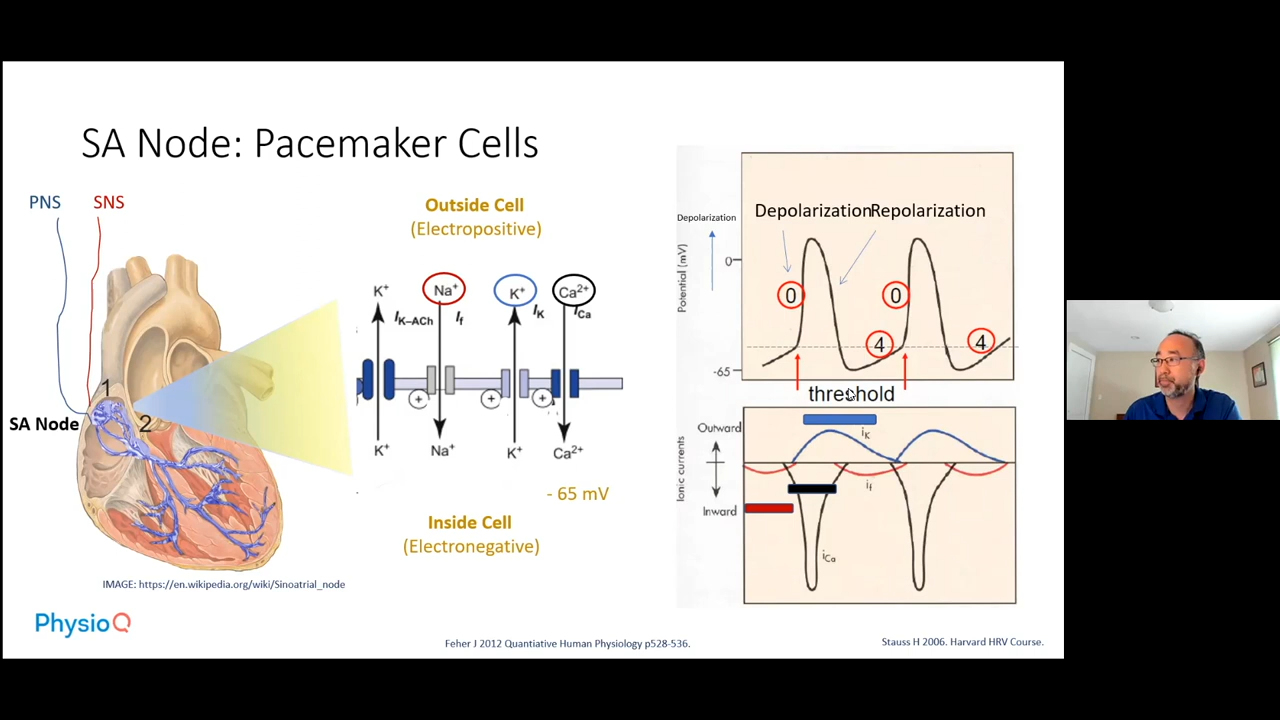 SA Node: Pacemaker Cells
PNS
SNS
1
SA Node
2
IMAGE: https://en.wikipedia.org/wiki/Sinoatrial_node
PhysioQ
Outside Cell
(Electropositive)
K⁺
Na⁺
K⁺
Ca²⁺
I K–ACh
I f
I K
I Ca
+
+
+
K⁺
Na⁺
K⁺
Ca²⁺
- 65 mV
Inside Cell
(Electronegative)
Feher J 2012 Quantiative Human Physiology p528-536.
Depolarization
Potential (mV)
0
-65
Depolarization
Repolarization
0
0
4
4
threshold
Outward
Ionic currents
Inward
iK
if
iCa
Stauss H 2006. Harvard HRV Course.